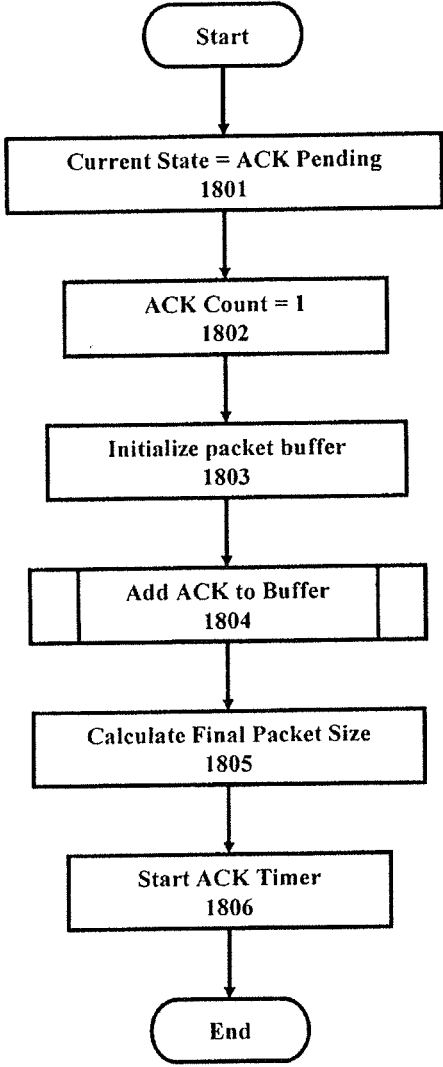 Start
Current State = ACK Pending
1801
ACK Count = 1
1802
Initialize packet buffer
1803
Add ACK to Buffer
1804
Calculate Final Packet Size
1805
Start ACK Timer
1806
End